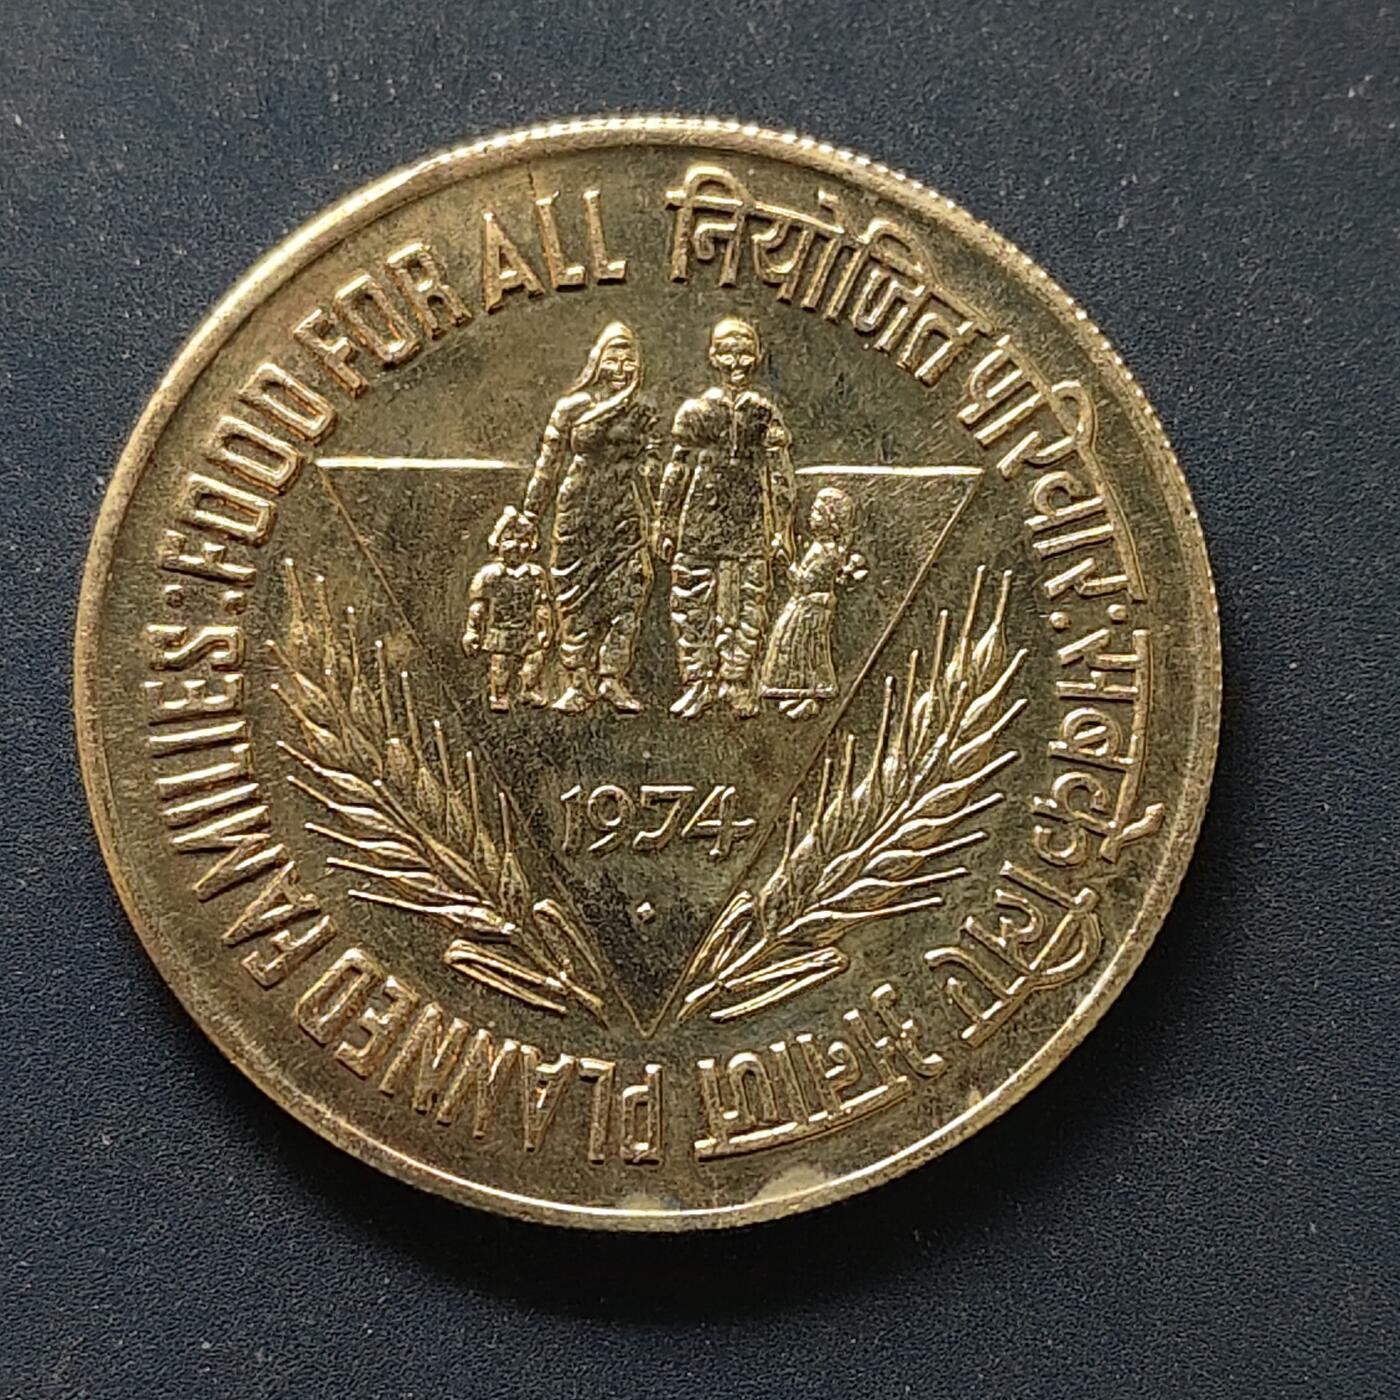 PLANNED FAMILIES: FOOD FOR ALL
नियोजित परिवार: सबके लिए अनाज
1974